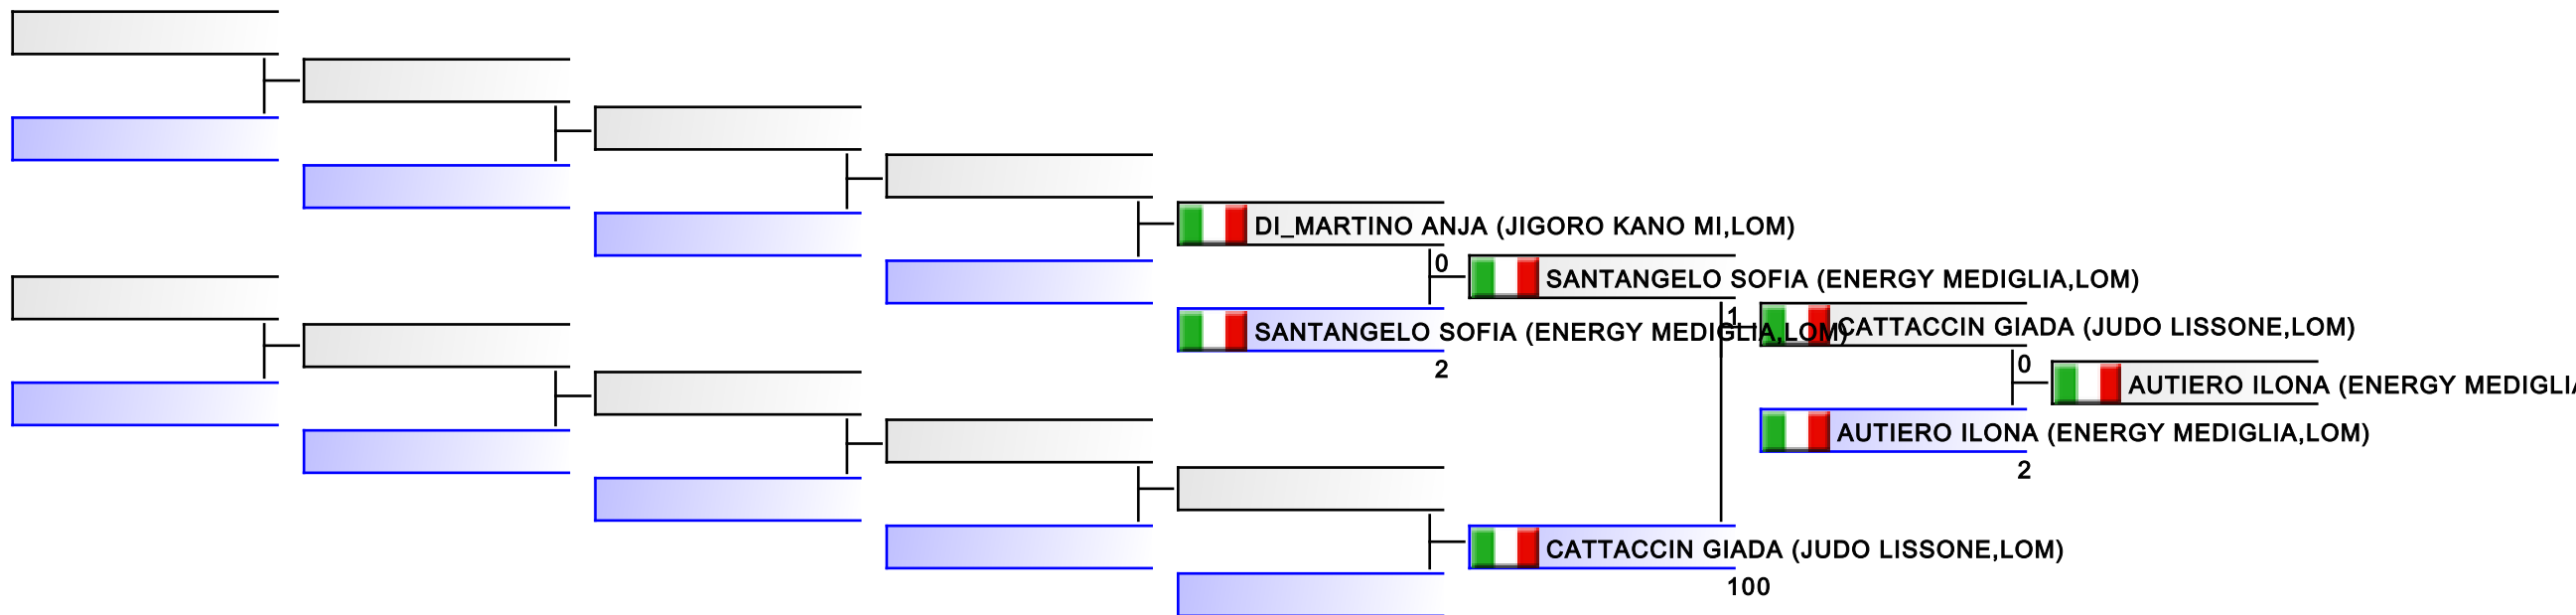 DI_MARTINO ANJA (JIGORO KANO MI,LOM)
0
SANTANGELO SOFIA (ENERGY MEDIGLIA,LOM)
SANTANGELO SOFIA (ENERGY MEDIGLIA,LOM)
2
1
CATTACCIN GIADA (JUDO LISSONE,LOM)
0
AUTIERO ILONA (ENERGY MEDIGLIA
AUTIERO ILONA (ENERGY MEDIGLIA,LOM)
2
CATTACCIN GIADA (JUDO LISSONE,LOM)
100